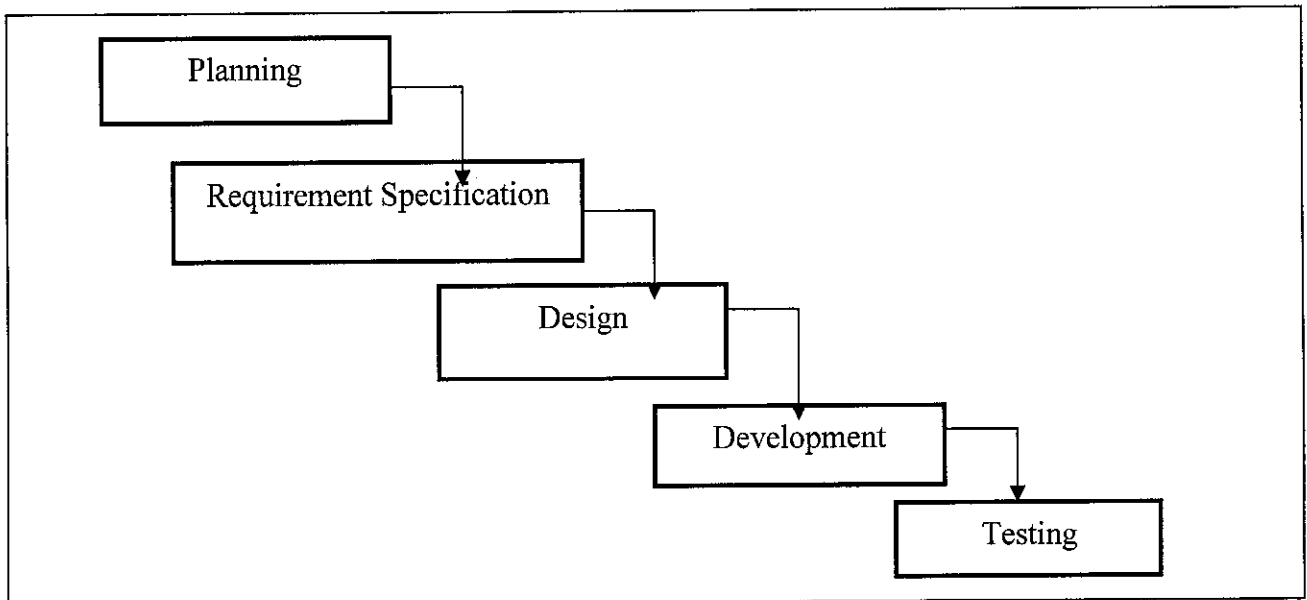 Planning
Requirement Specification
Design
Development
Testing